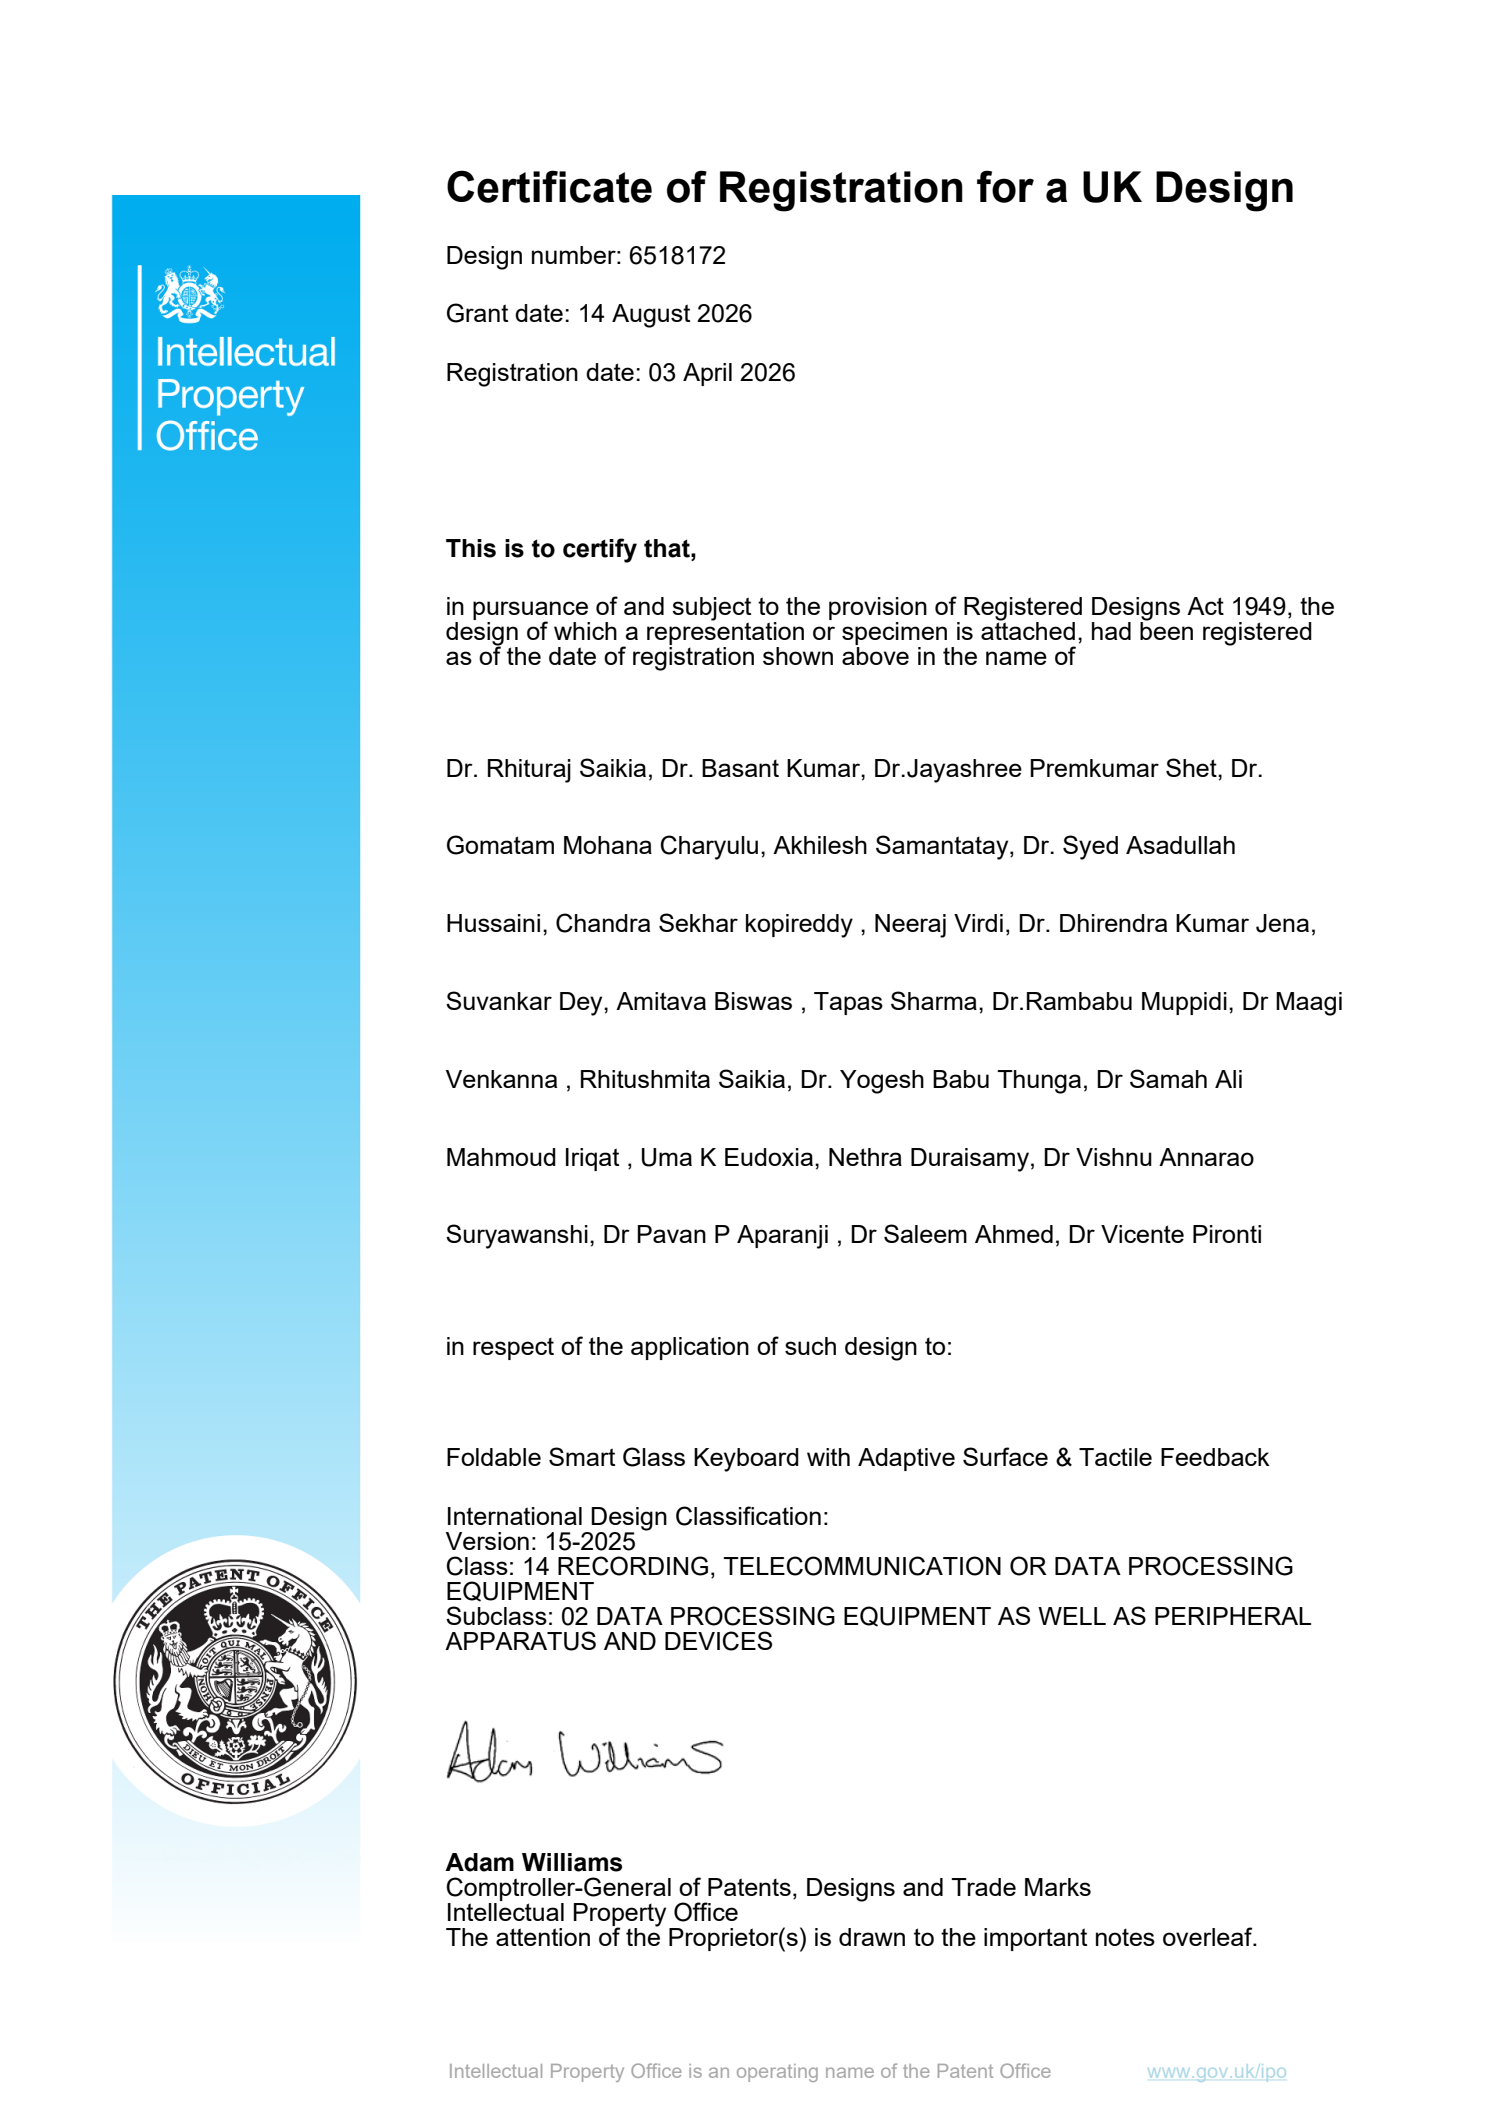 Certificate of Registration for a UK Design
Design number: 6518172
Grant date: 14 August 2026
Registration date: 03 April 2026
Intellectual
Property
Office
This is to certify that,
in pursuance of and subject to the provision of Registered Designs Act 1949, the
design of which a representation or specimen is attached, had been registered
as of the date of registration shown above in the name of
Dr. Rhituraj Saikia, Dr. Basant Kumar, Dr.Jayashree Premkumar Shet, Dr.
Gomatam Mohana Charyulu, Akhilesh Samantatay, Dr. Syed Asadullah
Hussaini, Chandra Sekhar kopireddy , Neeraj Virdi, Dr. Dhirendra Kumar Jena,
Suvankar Dey, Amitava Biswas , Tapas Sharma, Dr.Rambabu Muppidi, Dr Maagi
Venkanna , Rhitushmita Saikia, Dr. Yogesh Babu Thunga, Dr Samah Ali
Mahmoud Iriqat , Uma K Eudoxia, Nethra Duraisamy, Dr Vishnu Annarao
Suryawanshi, Dr Pavan P Aparanji , Dr Saleem Ahmed, Dr Vicente Pironti
in respect of the application of such design to:
Foldable Smart Glass Keyboard with Adaptive Surface & Tactile Feedback
International Design Classification:
Version: 15-2025
Class: 14 RECORDING, TELECOMMUNICATION OR DATA PROCESSING
EQUIPMENT
Subclass: 02 DATA PROCESSING EQUIPMENT AS WELL AS PERIPHERAL
APPARATUS AND DEVICES
THE PATENT OFFICE
DIEU ET MON DROIT
OFFICIAL
Adam Williams
Adam Williams
Comptroller-General of Patents, Designs and Trade Marks
Intellectual Property Office
The attention of the Proprietor(s) is drawn to the important notes overleaf.
Intellectual Property Office is an operating name of the Patent Office
www.gov.uk/ipo